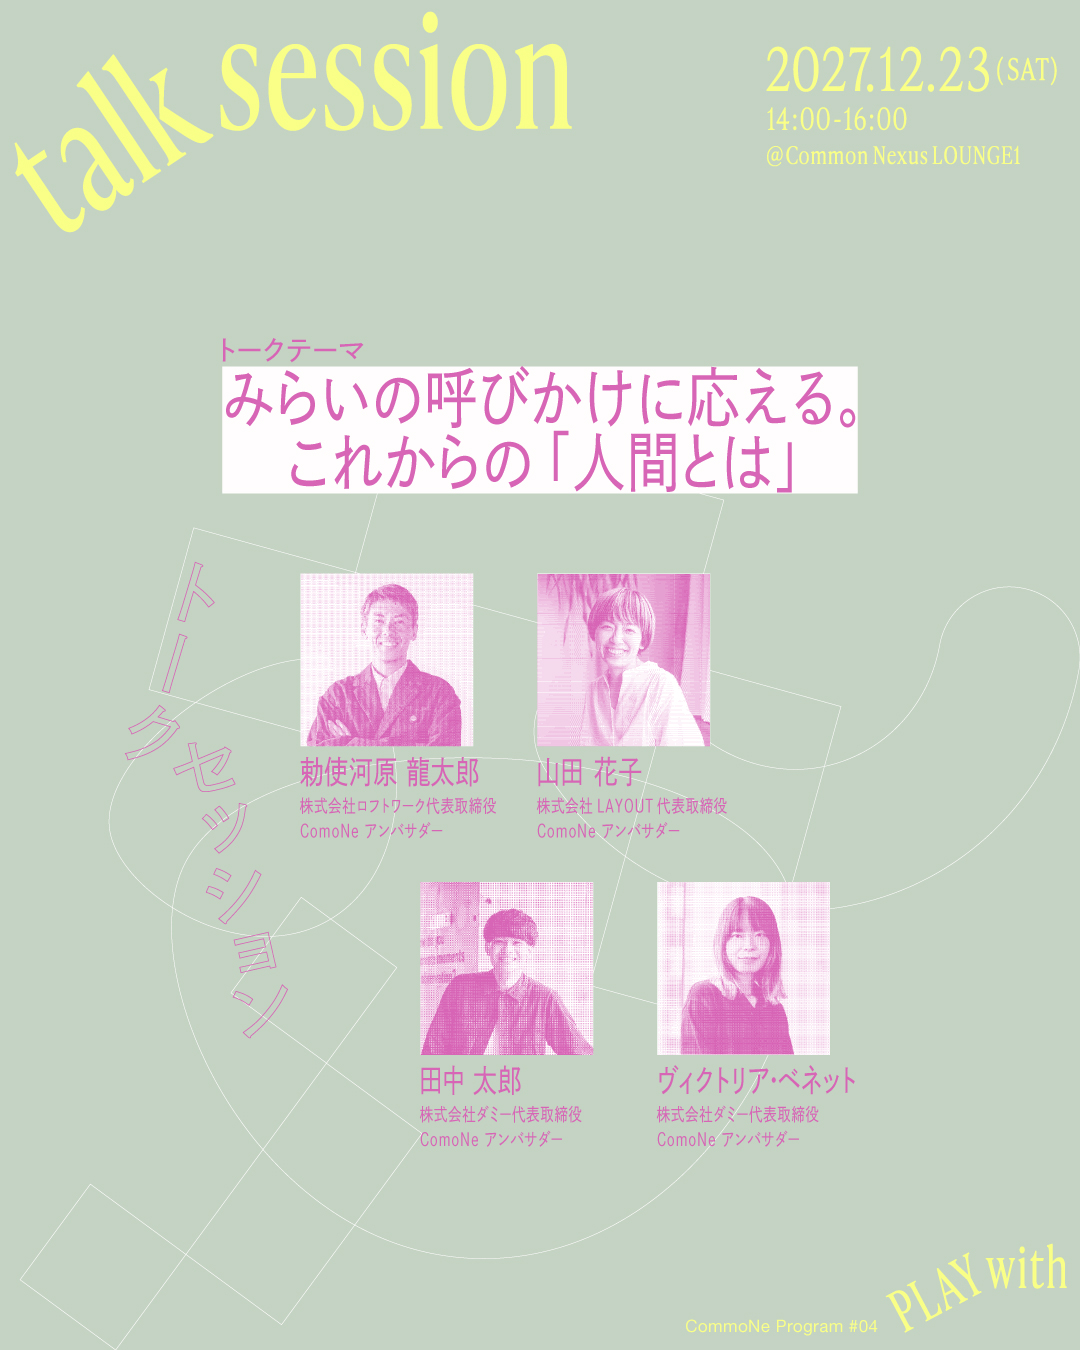 talk session
2027.12.23(SAT)
14:00-16:00
@Common Nexus LOUNGE1
トークテーマ
みらいの呼びかけに応える。
これからの「人間とは」
トークセッション
勅使河原 龍太郎
株式会社ロフトワーク代表取締役
ComoNe アンバサダー
山田 花子
株式会社 LAYOUT 代表取締役
ComoNe アンバサダー
田中 太郎
株式会社ダミー代表取締役
ComoNe アンバサダー
ヴィクトリア・ベネット
株式会社ダミー代表取締役
ComoNe アンバサダー
PLAY with
CommoNe Program #04